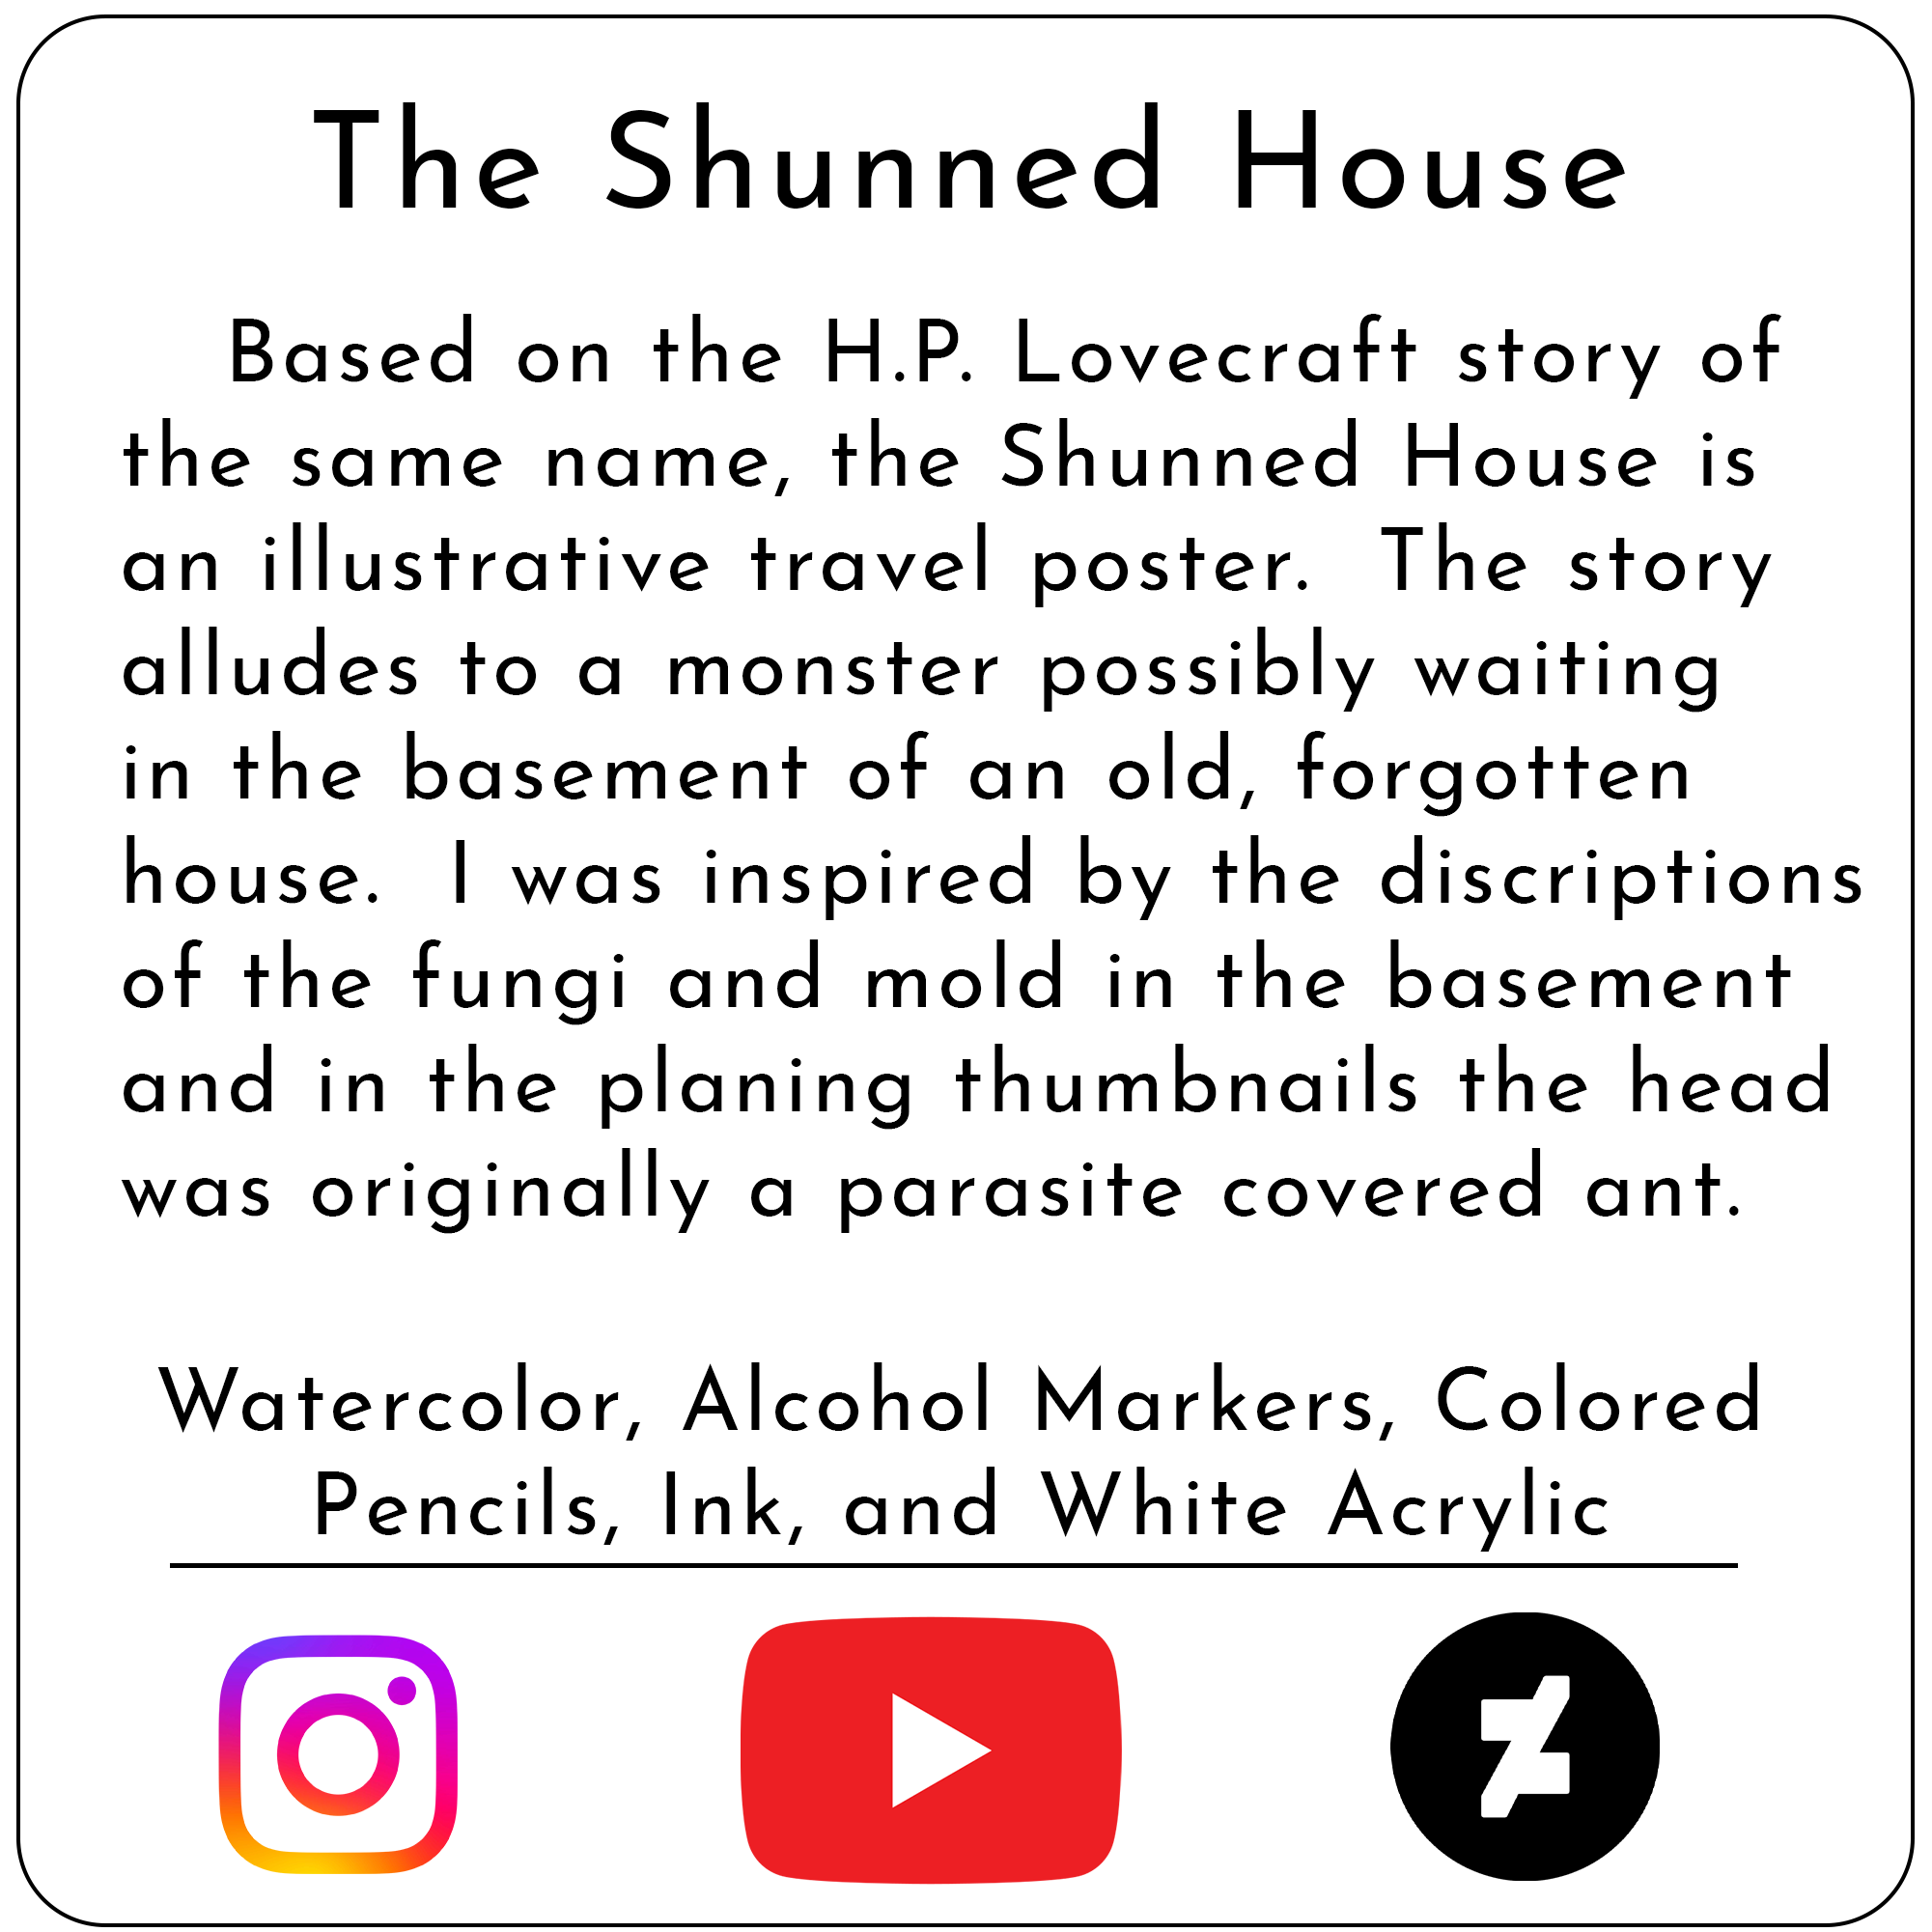 The Shunned House
Based on the H.P. Lovecraft story of
the same name, the Shunned House is
an illustrative travel poster.  The story
alludes to a monster possibly waiting
in the basement of an old, forgotten
house.  I was inspired by the discriptions
of the fungi and mold in the basement
and in the planing thumbnails the head
was originally a parasite covered ant.
Watercolor, Alcohol Markers, Colored
Pencils, Ink, and White Acrylic